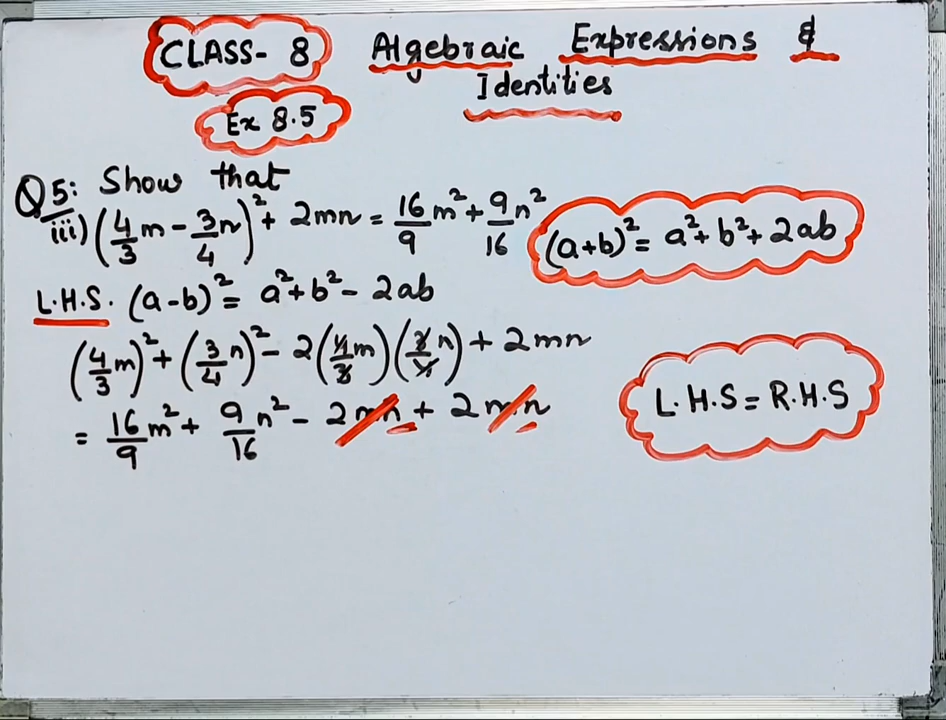 CLASS- 8 Algebraic Expressions &
Identities
Ex 8.5
Q5: Show that
iii) (4/3 m - 3/4 n)² + 2mn = 16/9 m² + 9/16 n²
(a+b)² = a² + b² + 2ab
L.H.S. (a-b)² = a² + b² - 2ab
(4/3 m)² + (3/4 n)² - 2(4/3 m)(3/4 n) + 2mn
L.H.S = R.H.S
= 16/9 m² + 9/16 n² - 2mn + 2mn